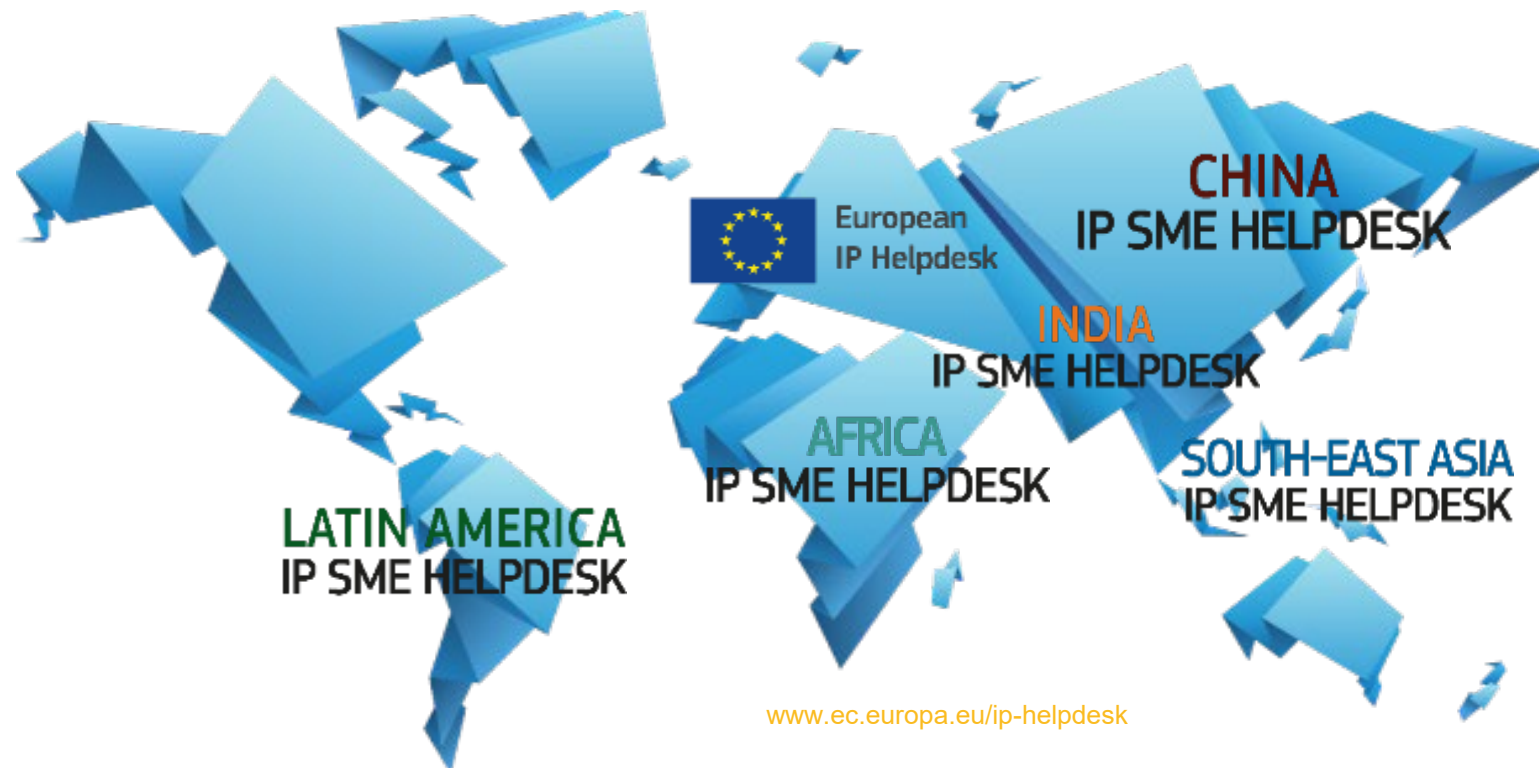 CHINA
IP SME HELPDESK
European
IP Helpdesk
INDIA
IP SME HELPDESK
AFRICA
IP SME HELPDESK
SOUTH-EAST ASIA
IP SME HELPDESK
LATIN AMERICA
IP SME HELPDESK
www.ec.europa.eu/ip-helpdesk